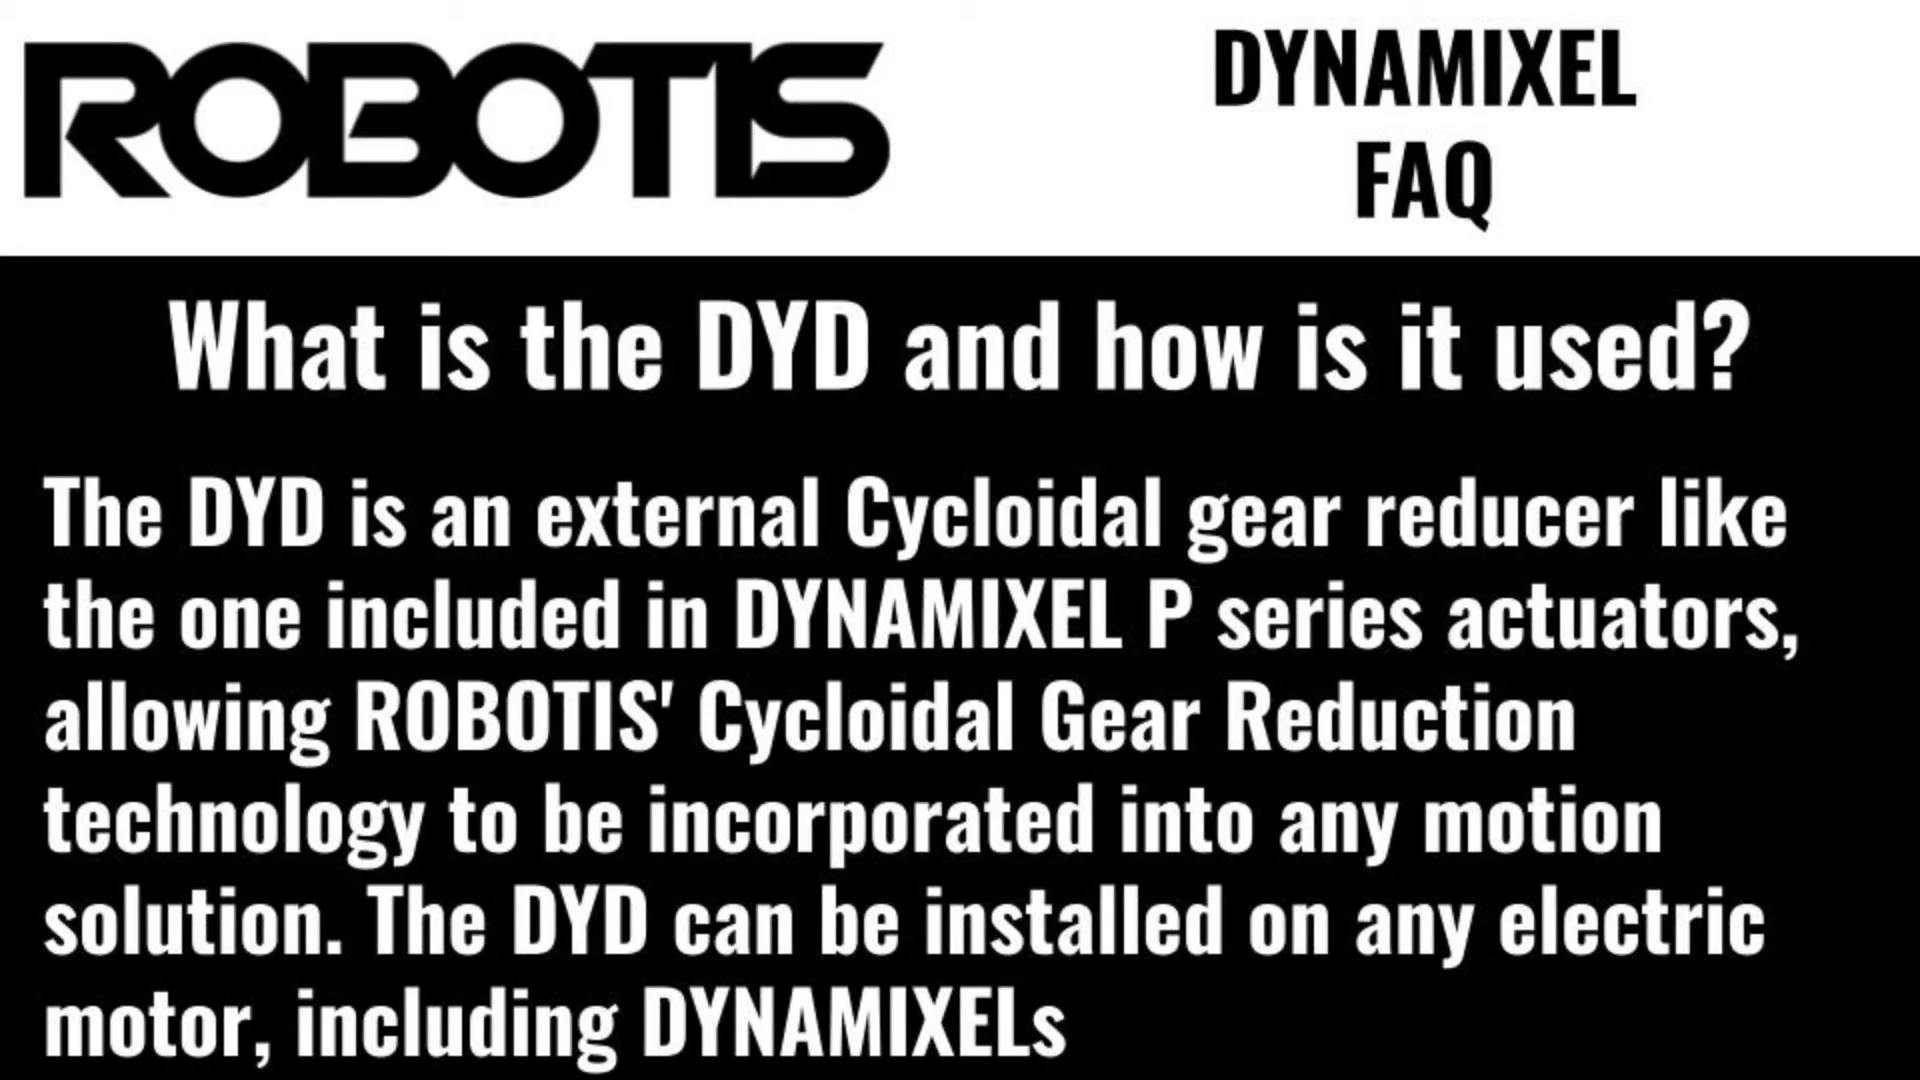 ROBOTIS
DYNAMIXEL
FAQ
What is the DYD and how is it used?
The DYD is an external Cycloidal gear reducer like
the one included in DYNAMIXEL P series actuators,
allowing ROBOTIS' Cycloidal Gear Reduction
technology to be incorporated into any motion
solution. The DYD can be installed on any electric
motor, including DYNAMIXELs